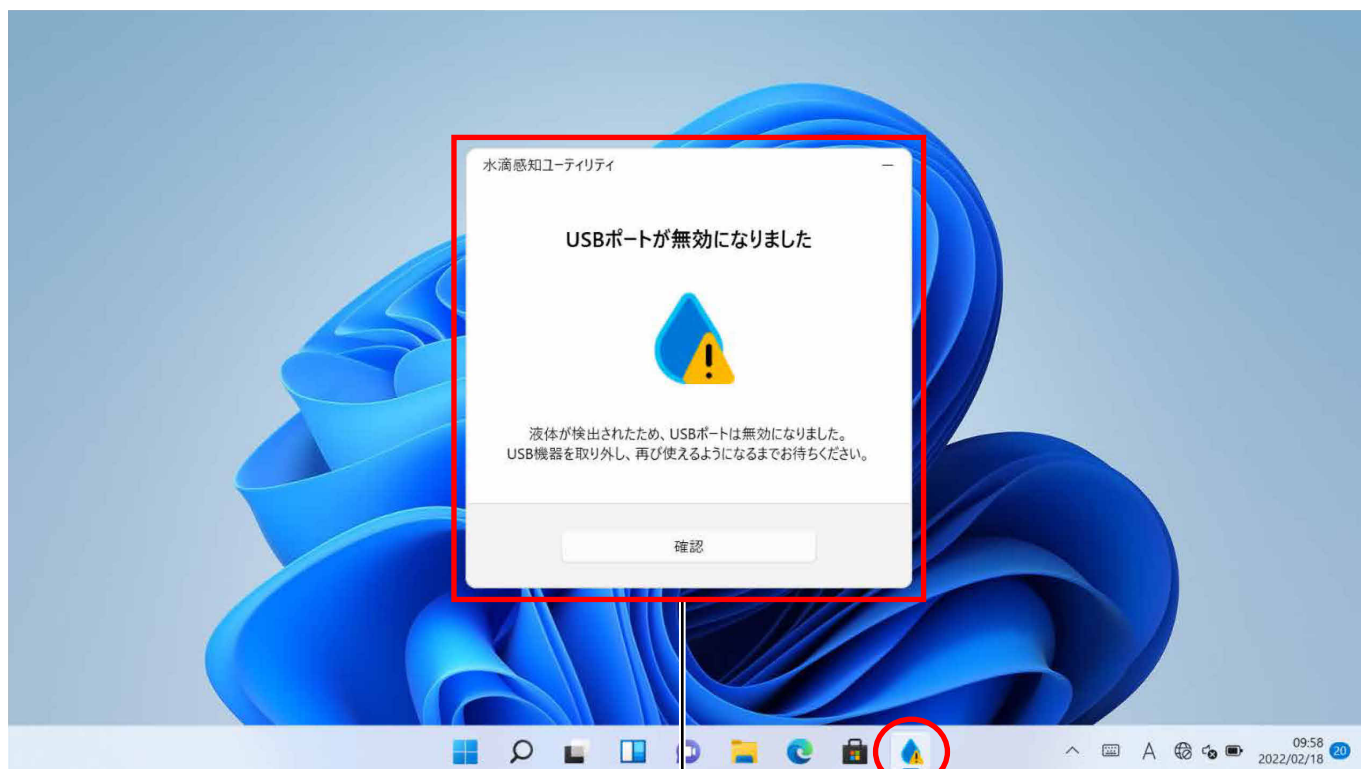 水滴感知ユーティリティ
USBポートが無効になりました
液体が検出されたため、USBポートは無効になりました。
USB機器を取り外し、再び使えるようになるまでお待ちください。
確認
A
09:58
2022/02/18
20